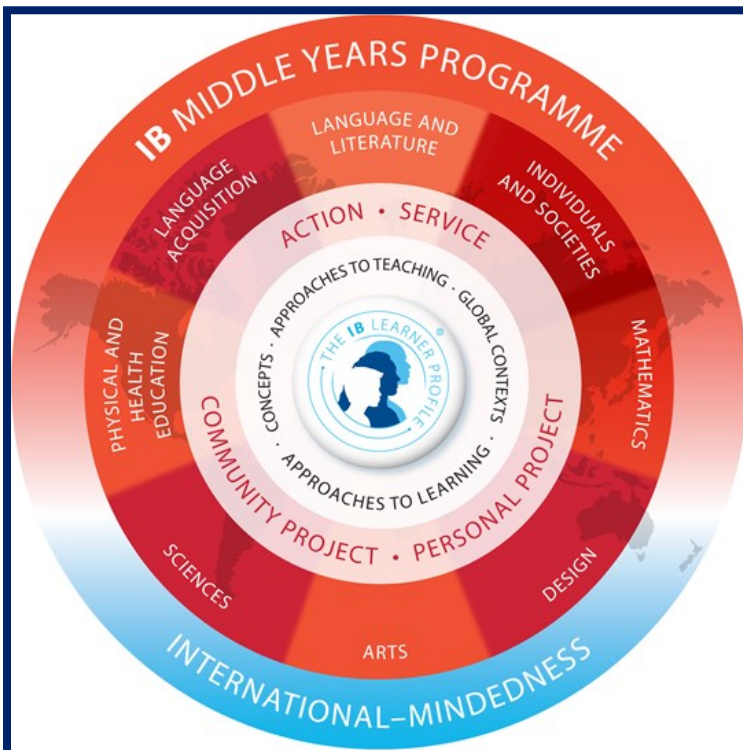 IB MIDDLE YEARS PROGRAMME
LANGUAGE AND
LITERATURE
INDIVIDUALS
AND SOCIETIES
MATHEMATICS
DESIGN
ARTS
SCIENCES
PHYSICAL AND
HEALTH
EDUCATION
LANGUAGE
ACQUISITION
ACTION • SERVICE
COMMUNITY PROJECT • PERSONAL PROJECT
APPROACHES TO TEACHING · GLOBAL CONTEXTS ·
APPROACHES TO LEARNING · CONCEPTS ·
THE IB LEARNER PROFILE ®
INTERNATIONAL–MINDEDNESS